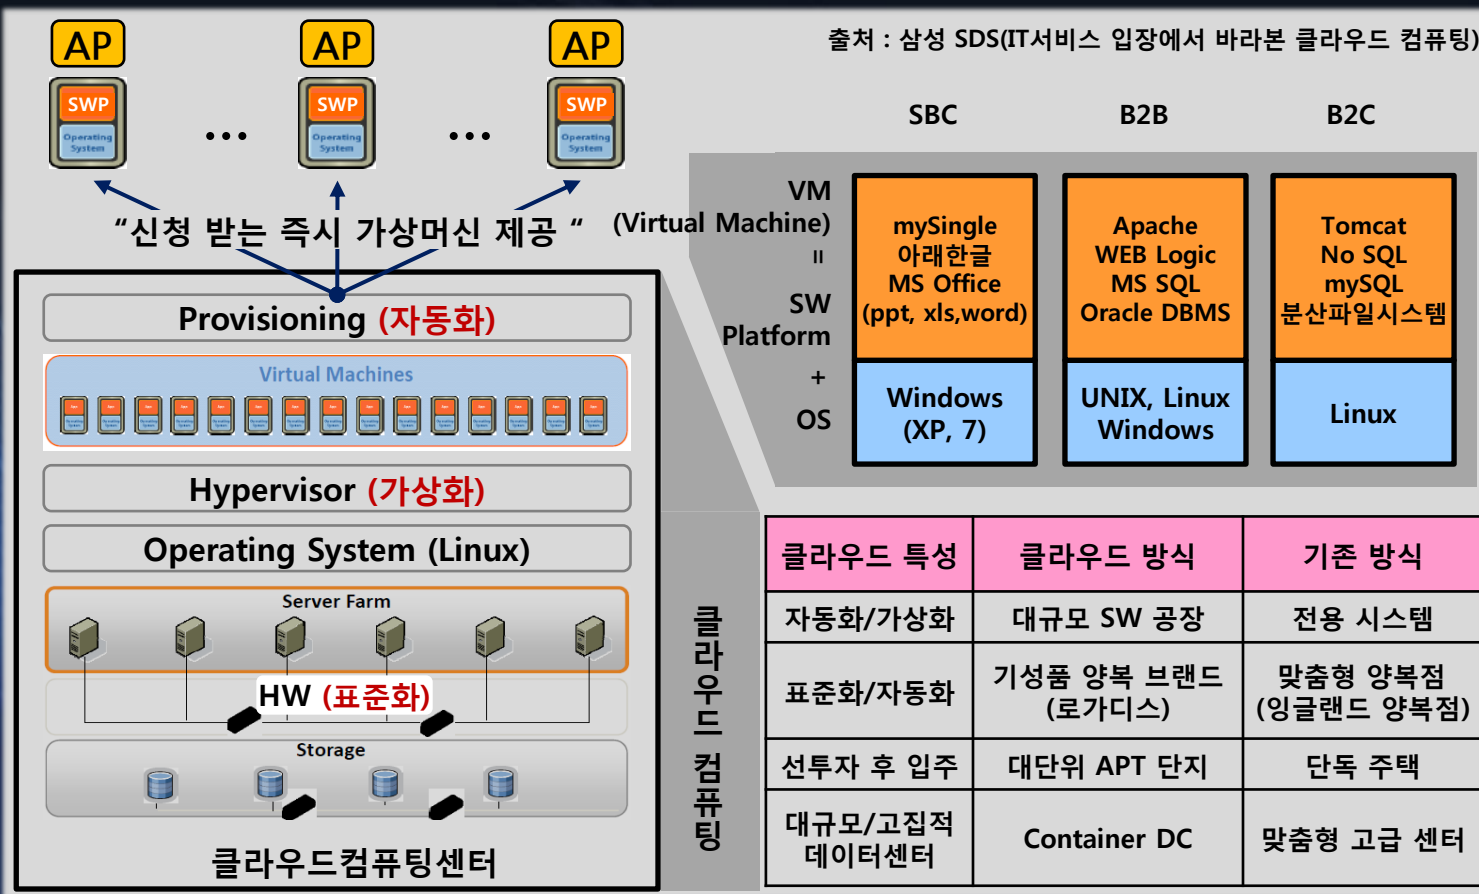 출처 : 삼성 SDS(IT서비스 입장에서 바라본 클라우드 컴퓨팅)
AP
AP
AP
SWP
Operating
System
...
SWP
Operating
System
...
SWP
Operating
System
“신청 받는 즉시 가상머신 제공 “
Provisioning (자동화)
Virtual Machines
Hypervisor (가상화)
Operating System (Linux)
Server Farm
HW (표준화)
Storage
클라우드컴퓨팅센터
클라우드 컴퓨팅
SBC
B2B
B2C
VM
(Virtual Machine)
=
SW
Platform
+
OS
mySingle
아래한글
MS Office
(ppt, xls,word)
Apache
WEB Logic
MS SQL
Oracle DBMS
Tomcat
No SQL
mySQL
분산파일시스템
Windows
(XP, 7)
UNIX, Linux
Windows
Linux
클라우드 특성
클라우드 방식
기존 방식
자동화/가상화
대규모 SW 공장
전용 시스템
표준화/자동화
기성품 양복 브랜드
(로가디스)
맞춤형 양복점
(잉글랜드 양복점)
선투자 후 입주
대단위 APT 단지
단독 주택
대규모/고집적
데이터센터
Container DC
맞춤형 고급 센터